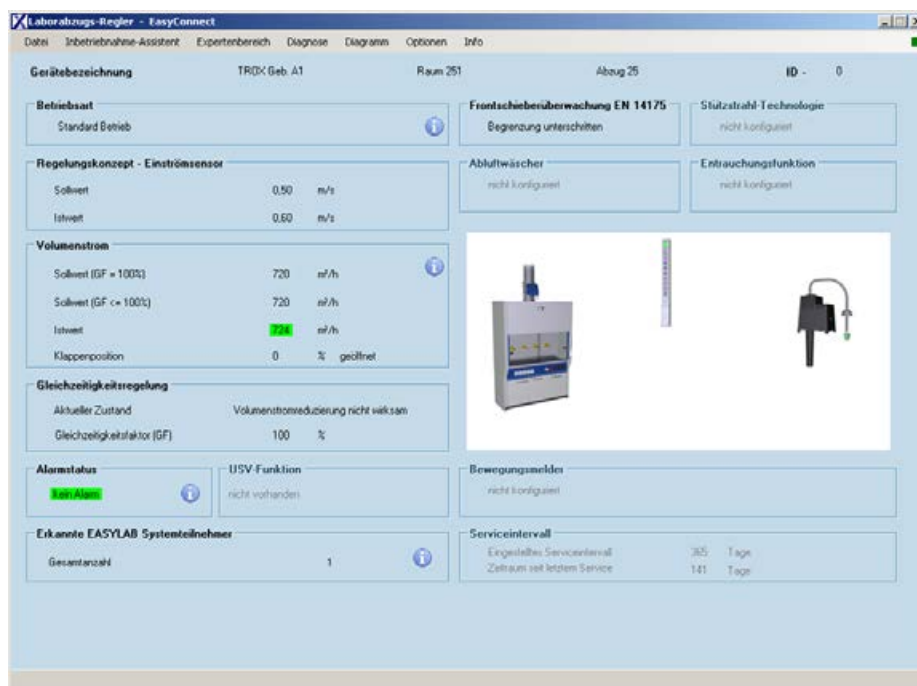 Laborabzugs-Regler - EasyConnect
Datei Inbetriebnahme-Assistent Expertenbereich Diagnose Diagramm Optionen Info
Gerätebezeichnung TROX Geb. A1 Raum 251 Abzug 25 ID - 0
Betriebsart
Standard Betrieb
Frontschieberüberwachung EN 14175
Begrenzung unterschritten
Stützstrahl-Technologie
nicht konfiguriert
Regelungskonzept - Einströmsensor
Sollwert 0,50 m/s
Istwert 0,60 m/s
Abluftwäscher
nicht konfiguriert
Entrauchungsfunktion
nicht konfiguriert
Volumenstrom
Sollwert (GF = 100%) 720 m³/h
Sollwert (GF <= 100%) 720 m³/h
Istwert 724 m³/h
Klappenposition 0 % geöffnet
Gleichzeitigkeitsregelung
Aktueller Zustand Volumenstromreduzierung nicht wirksam
Gleichzeitigkeitsfaktor (GF) 100 %
Alarmstatus
Kein Alarm
USV-Funktion
nicht vorhanden
Bewegungsmelder
nicht konfiguriert
Erkannte EASYLAB Systemteilnehmer
Gesamtanzahl 1
Serviceintervall
Eingestelltes Serviceintervall 365 Tage
Zeitraum seit letztem Service 141 Tage